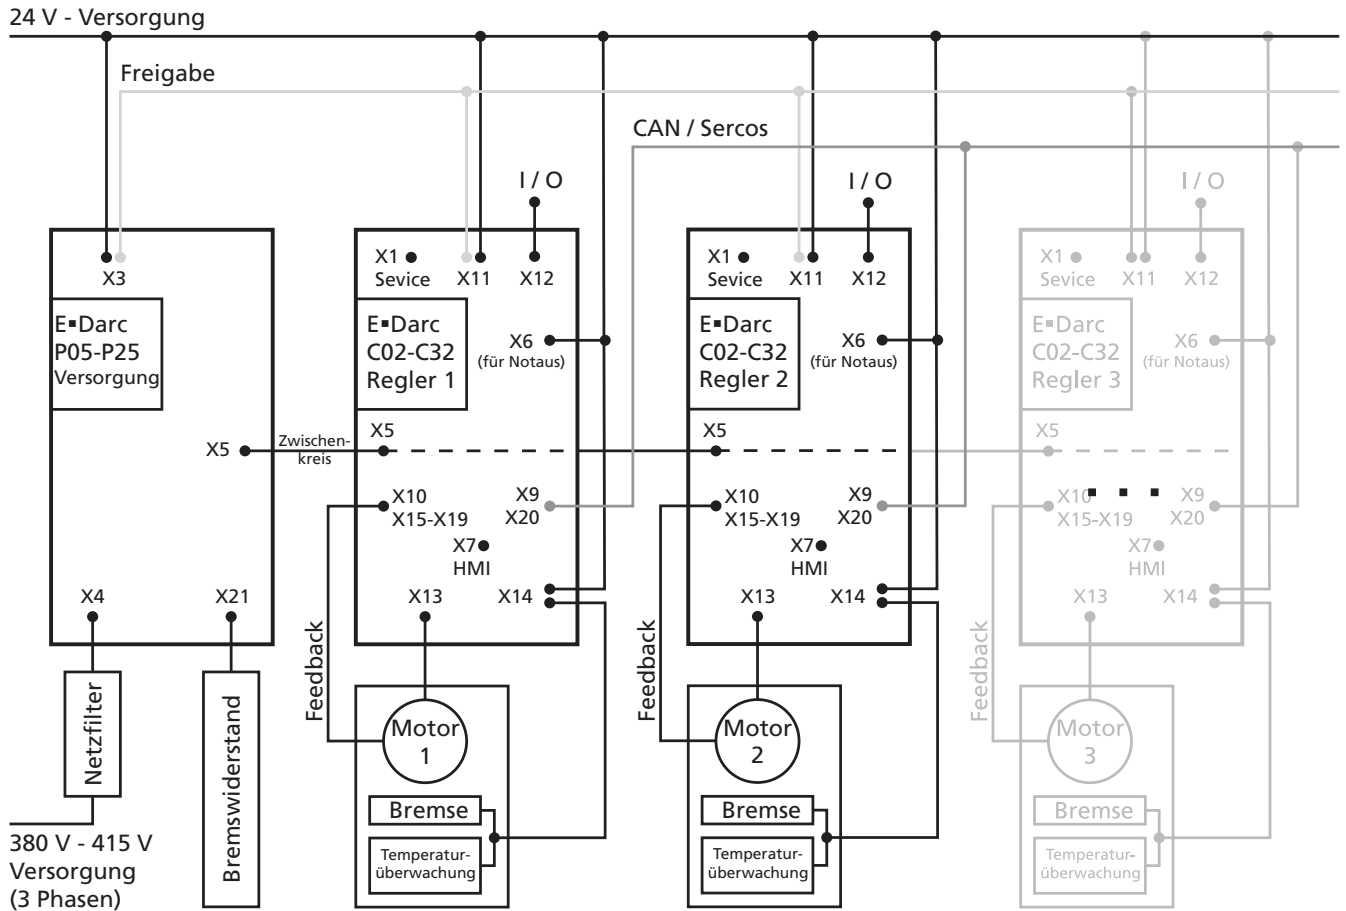 24 V - Versorgung
Freigabe
CAN / Sercos
I / O
I / O
I / O
X3
E▪Darc
P05-P25
Versorgung
X5
Zwischen-
kreis
X4
X21
Netzfilter
Bremswiderstand
380 V - 415 V
Versorgung
(3 Phasen)
X1
Sevice
X11
X12
E▪Darc
C02-C32
Regler 1
X6
(für Notaus)
X5
X10
X15-X19
X9
X20
X7
HMI
X13
X14
Feedback
Motor
1
Bremse
Temperatur-
überwachung
X1
Sevice
X11
X12
E▪Darc
C02-C32
Regler 2
X6
(für Notaus)
X5
X10
X15-X19
X9
X20
X7
HMI
X13
X14
Feedback
Motor
2
Bremse
Temperatur-
überwachung
X1
Sevice
X11
X12
E▪Darc
C02-C32
Regler 3
X6
(für Notaus)
X5
X10
X15-X19
X9
X20
X7
HMI
X13
X14
Feedback
Motor
3
Bremse
Temperatur-
überwachung